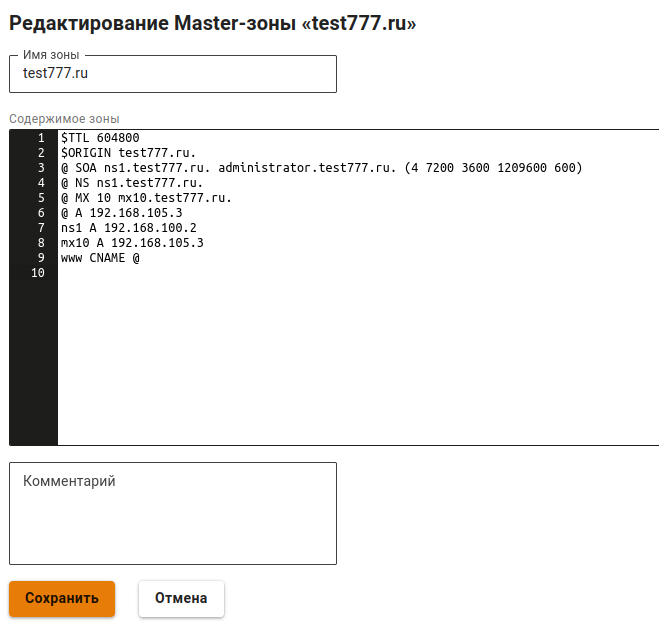 Редактирование Master-зоны «test777.ru»
Имя зоны
test777.ru
Содержимое зоны
1 $TTL 604800
2 $ORIGIN test777.ru.
3 @ SOA ns1.test777.ru. administrator.test777.ru. (4 7200 3600 1209600 600)
4 @ NS ns1.test777.ru.
5 @ MX 10 mx10.test777.ru.
6 @ A 192.168.105.3
7 ns1 A 192.168.100.2
8 mx10 A 192.168.105.3
9 www CNAME @
10
Комментарий
Сохранить Отмена